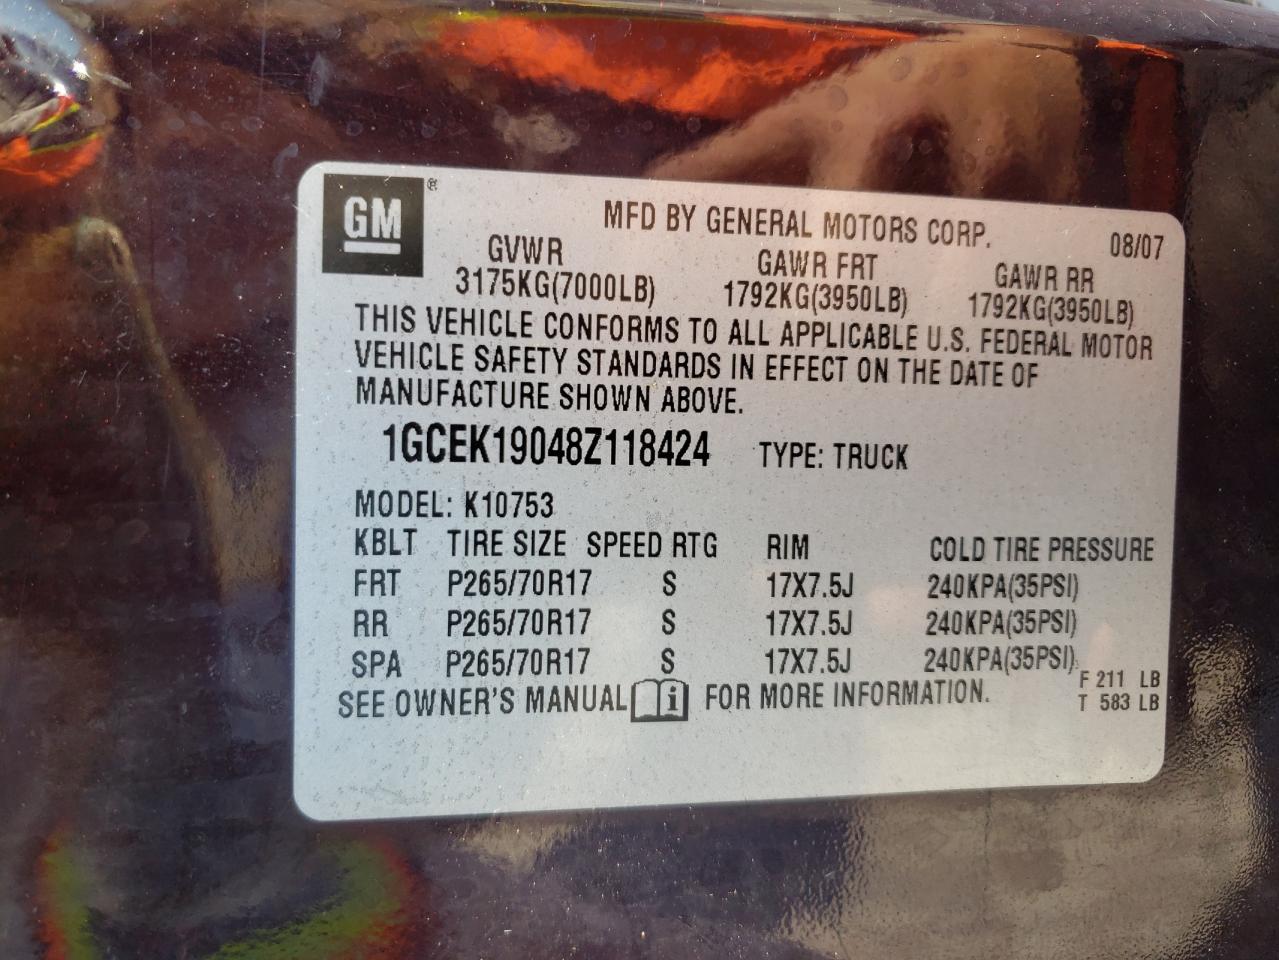 GM®
MFD BY GENERAL MOTORS CORP.
08/07
GVWR GAWR FRT GAWR RR
3175KG(7000LB) 1792KG(3950LB) 1792KG(3950LB)
THIS VEHICLE CONFORMS TO ALL APPLICABLE U.S. FEDERAL MOTOR
VEHICLE SAFETY STANDARDS IN EFFECT ON THE DATE OF
MANUFACTURE SHOWN ABOVE.
1GCEK19048Z118424 TYPE: TRUCK
MODEL: K10753
KBLT TIRE SIZE SPEED RTG RIM COLD TIRE PRESSURE
FRT P265/70R17 S 17X7.5J 240KPA(35PSI)
RR P265/70R17 S 17X7.5J 240KPA(35PSI)
SPA P265/70R17 S 17X7.5J 240KPA(35PSI)
SEE OWNER'S MANUAL i FOR MORE INFORMATION.
F 211 LB
T 583 LB